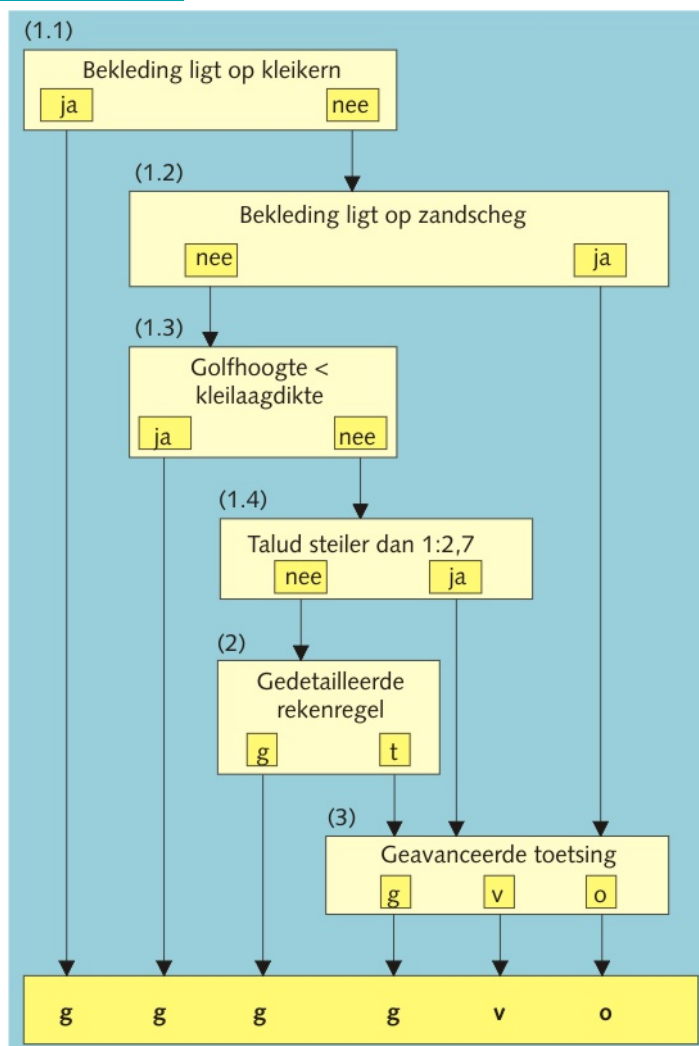 (1.1)
Bekleding ligt op kleikern
ja nee
(1.2)
Bekleding ligt op zandscheg
nee ja
(1.3)
Golfhoogte <
kleilaagdikte
ja nee
(1.4)
Talud steiler dan 1:2,7
nee ja
(2)
Gedetailleerde
rekenregel
g t
(3)
Geavanceerde toetsing
g v o
g g g g v o